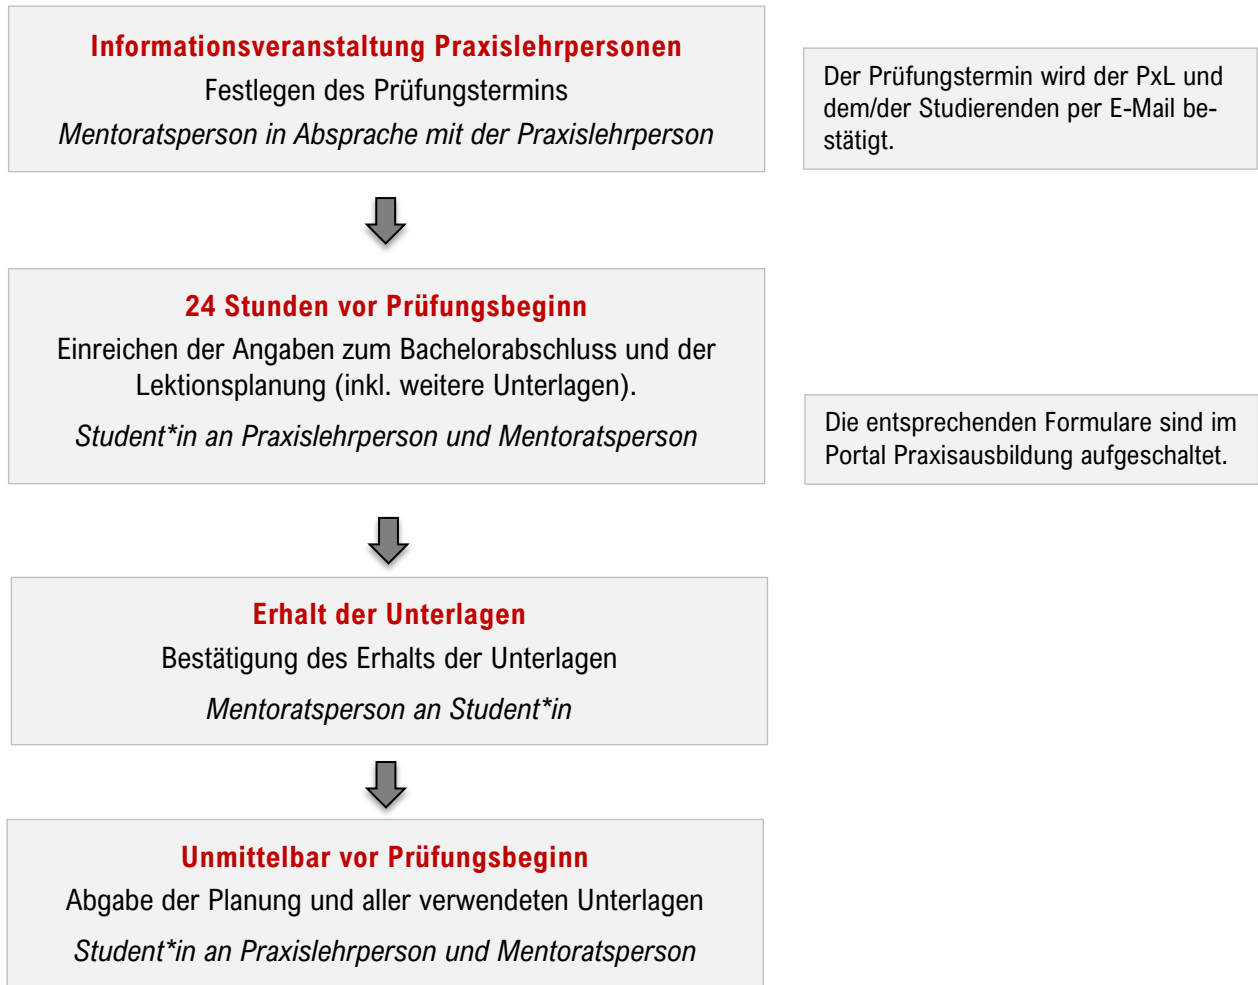 Informationsveranstaltung Praxislehrpersonen
Festlegen des Prüfungstermins
Mentoratsperson in Absprache mit der Praxislehrperson
Der Prüfungstermin wird der PxL und
dem/der Studierenden per E-Mail be-
stätigt.
24 Stunden vor Prüfungsbeginn
Einreichen der Angaben zum Bachelorabschluss und der
Lektionsplanung (inkl. weitere Unterlagen).
Student*in an Praxislehrperson und Mentoratsperson
Die entsprechenden Formulare sind im
Portal Praxisausbildung aufgeschaltet.
Erhalt der Unterlagen
Bestätigung des Erhalts der Unterlagen
Mentoratsperson an Student*in
Unmittelbar vor Prüfungsbeginn
Abgabe der Planung und aller verwendeten Unterlagen
Student*in an Praxislehrperson und Mentoratsperson